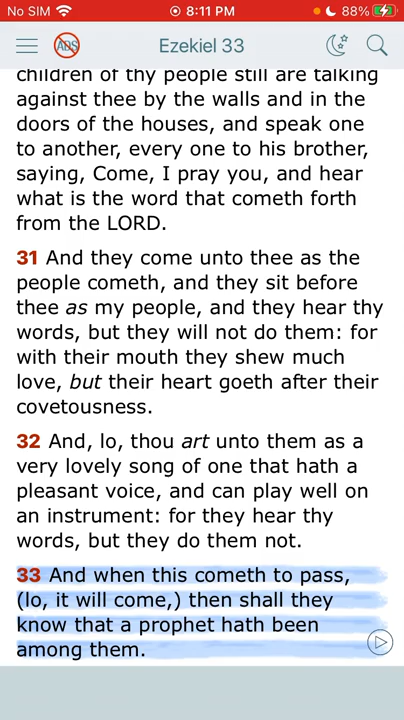 No SIM 8:11 PM 88%
ADS Ezekiel 33
children of thy people still are talking
against thee by the walls and in the
doors of the houses, and speak one
to another, every one to his brother,
saying, Come, I pray you, and hear
what is the word that cometh forth
from the LORD.
31 And they come unto thee as the
people cometh, and they sit before
thee as my people, and they hear thy
words, but they will not do them: for
with their mouth they shew much
love, but their heart goeth after their
covetousness.
32 And, lo, thou art unto them as a
very lovely song of one that hath a
pleasant voice, and can play well on
an instrument: for they hear thy
words, but they do them not.
33 And when this cometh to pass,
(lo, it will come,) then shall they
know that a prophet hath been
among them.